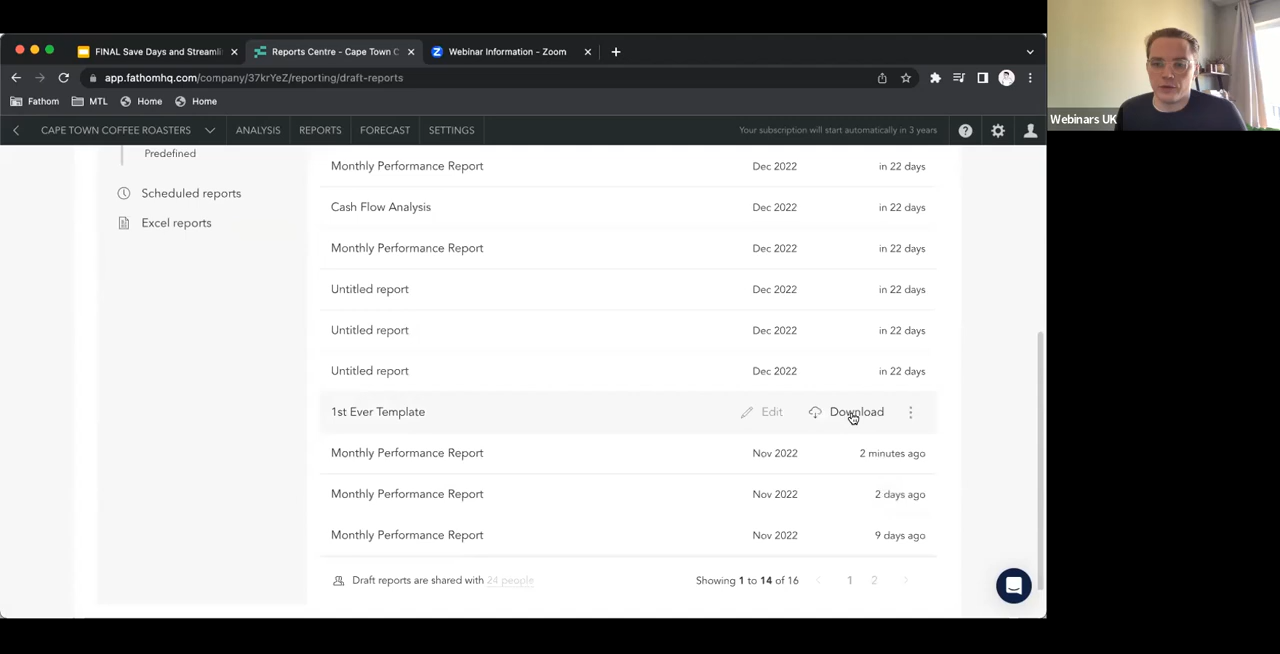 FINAL Save Days and Streamli
Reports Centre - Cape Town C
Webinar Information - Zoom
app.fathomhq.com/company/37krYeZ/reporting/draft-reports
Fathom
MTL
Home
Home
CAPE TOWN COFFEE ROASTERS
ANALYSIS
REPORTS
FORECAST
SETTINGS
Your subscription will start automatically in 3 years
Webinars UK
Predefined
Scheduled reports
Excel reports
Monthly Performance Report Dec 2022 in 22 days
Cash Flow Analysis Dec 2022 in 22 days
Monthly Performance Report Dec 2022 in 22 days
Untitled report Dec 2022 in 22 days
Untitled report Dec 2022 in 22 days
Untitled report Dec 2022 in 22 days
1st Ever Template Edit Download
Monthly Performance Report Nov 2022 2 minutes ago
Monthly Performance Report Nov 2022 2 days ago
Monthly Performance Report Nov 2022 9 days ago
Draft reports are shared with 24 people Showing 1 to 14 of 16 1 2